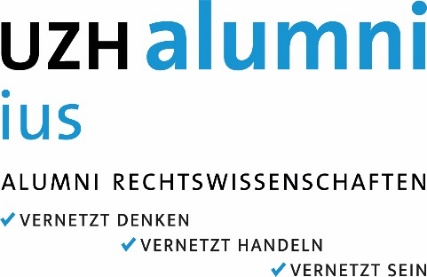 UZH alumni
ius
ALUMNI RECHTSWISSENSCHAFTEN
✓ VERNETZT DENKEN
✓ VERNETZT HANDELN
✓ VERNETZT SEIN